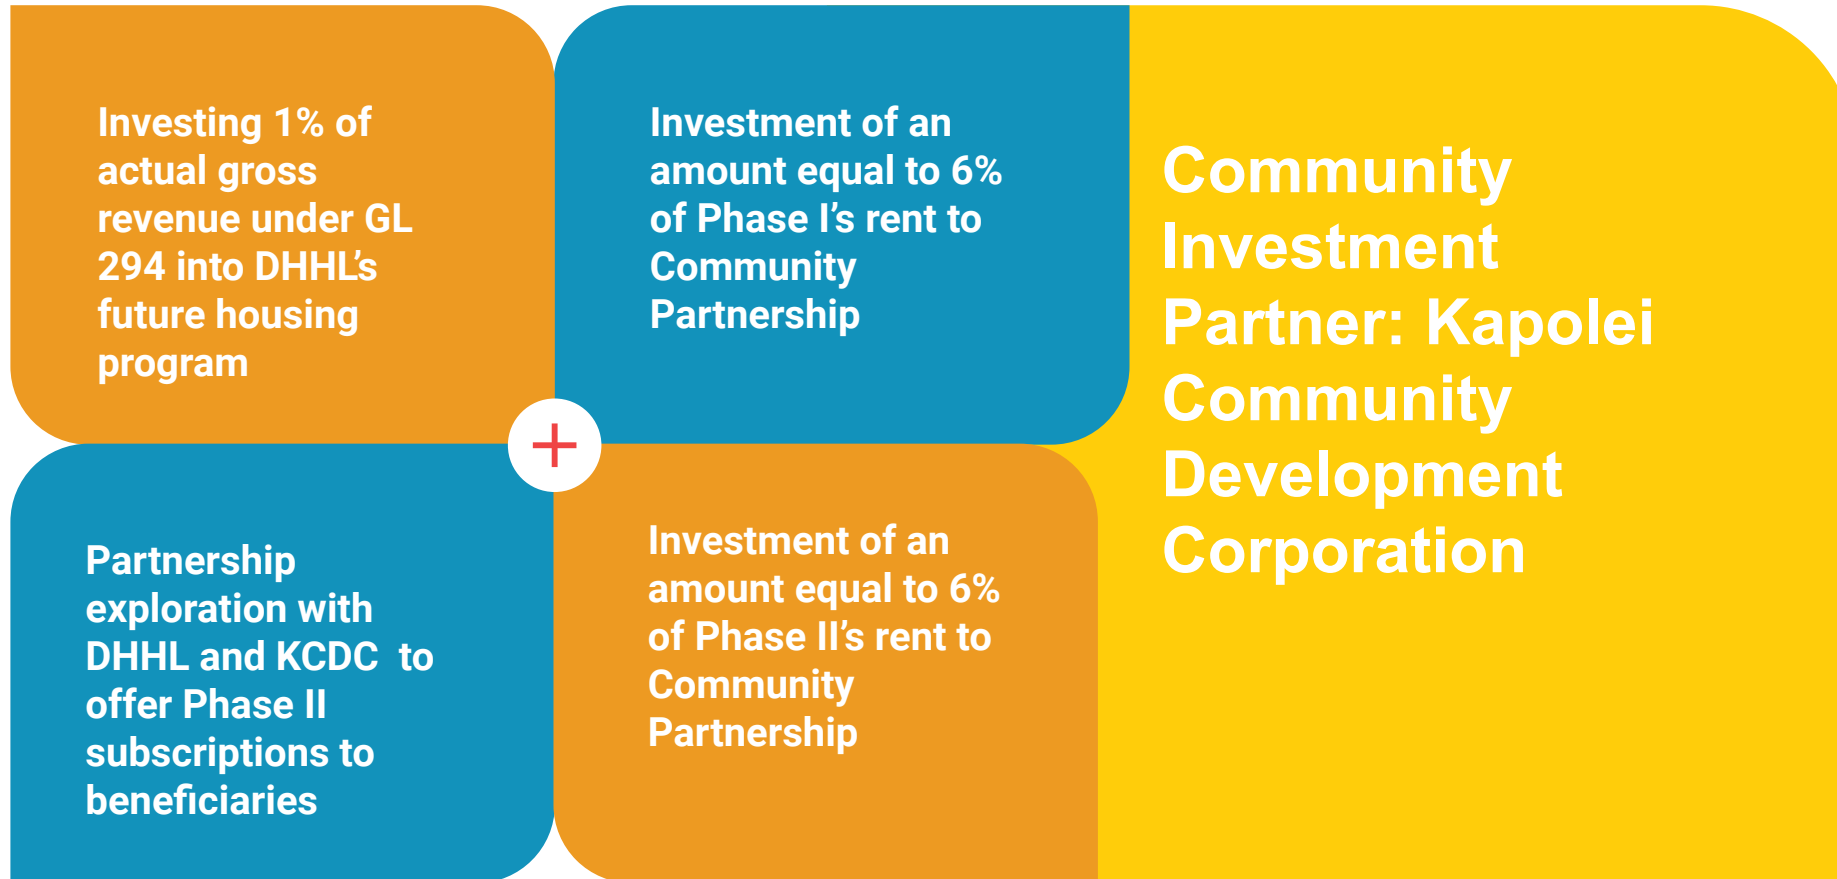 Investing 1% of
actual gross
revenue under GL
294 into DHHL’s
future housing
program
Investment of an
amount equal to 6%
of Phase I’s rent to
Community
Partnership
Partnership
exploration with
DHHL and KCDC  to
offer Phase II
subscriptions to
beneficiaries
Investment of an
amount equal to 6%
of Phase II’s rent to
Community
Partnership
Community
Investment
Partner: Kapolei
Community
Development
Corporation